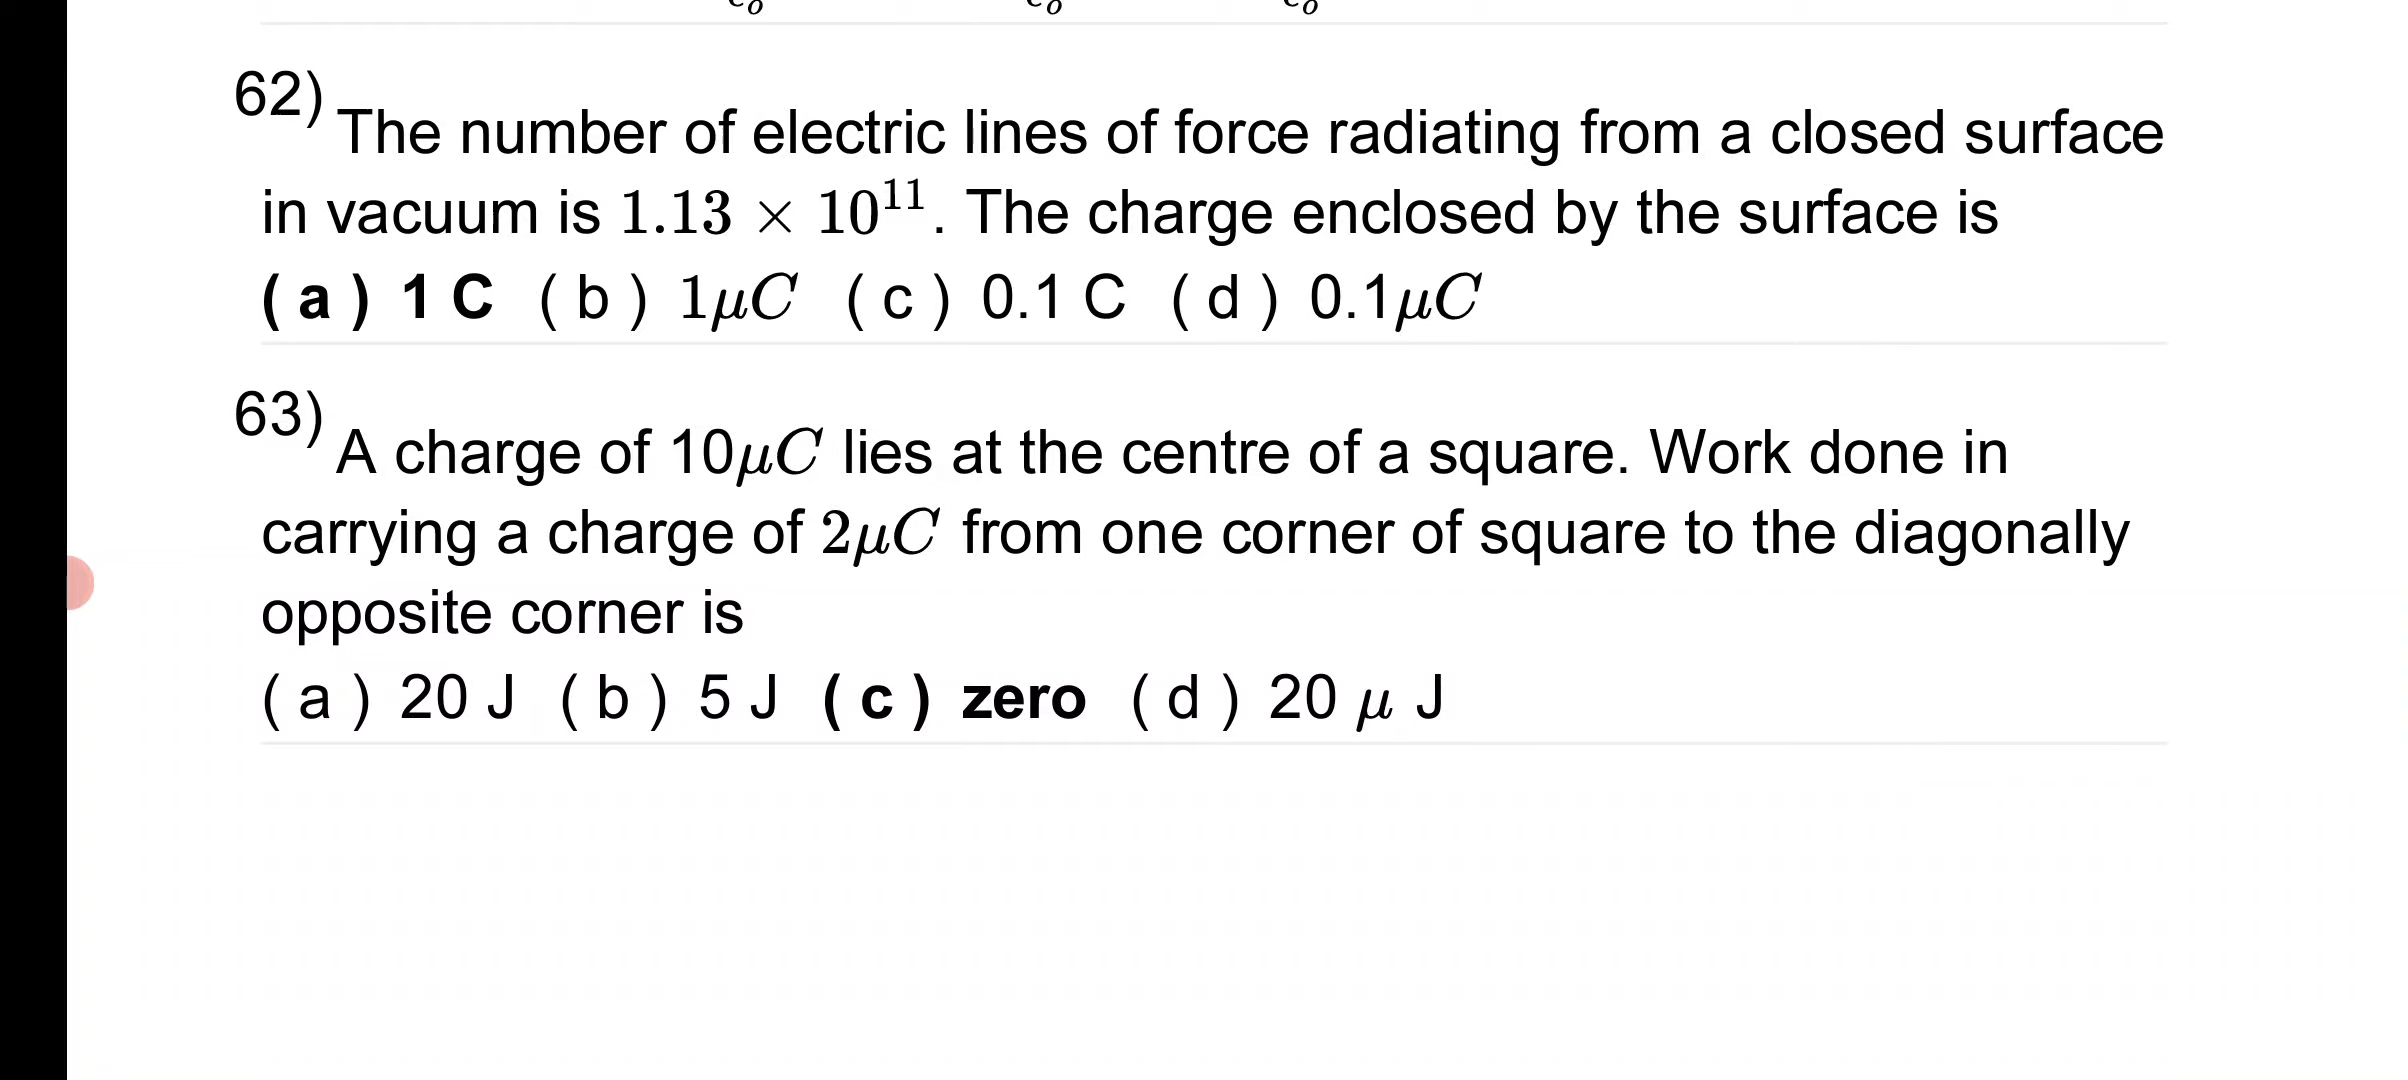 62)
The number of electric lines of force radiating from a closed surface
in vacuum is 1.13 × 10¹¹. The charge enclosed by the surface is
( a ) 1 C ( b ) 1μC ( c ) 0.1 C ( d ) 0.1μC
63)
A charge of 10μC lies at the centre of a square. Work done in
carrying a charge of 2μC from one corner of square to the diagonally
opposite corner is
( a ) 20 J ( b ) 5 J ( c ) zero ( d ) 20 μ J